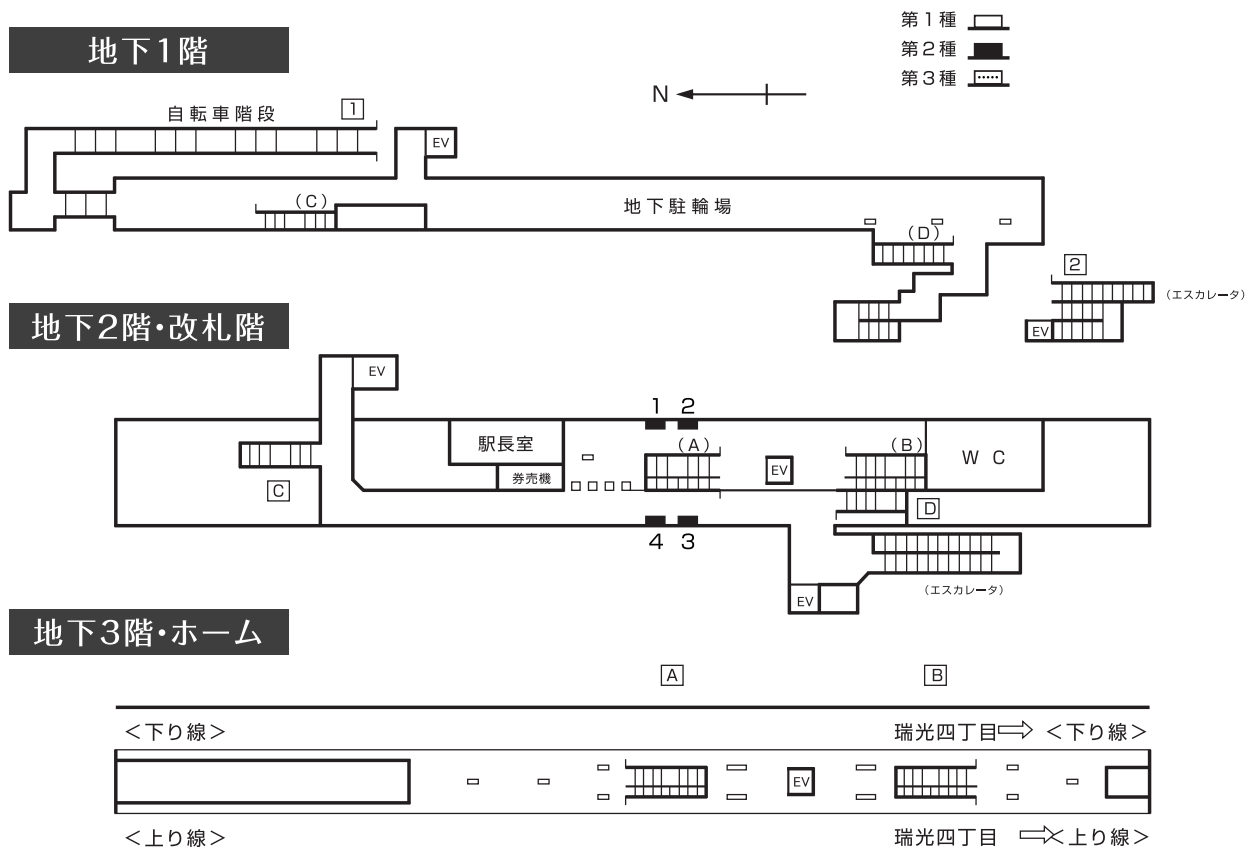 地下1階
第1種
第2種
第3種
N
自転車階段
1
EV
(C)
地下駐輪場
(D)
2
(エスカレータ)
EV
地下2階・改札階
EV
1 2
駅長室
(A)
(B)
EV
W C
券売機
C
D
4 3
(エスカレータ)
EV
地下3階・ホーム
A
B
<下り線>
瑞光四丁目
<下り線>
EV
<上り線>
瑞光四丁目
<上り線>